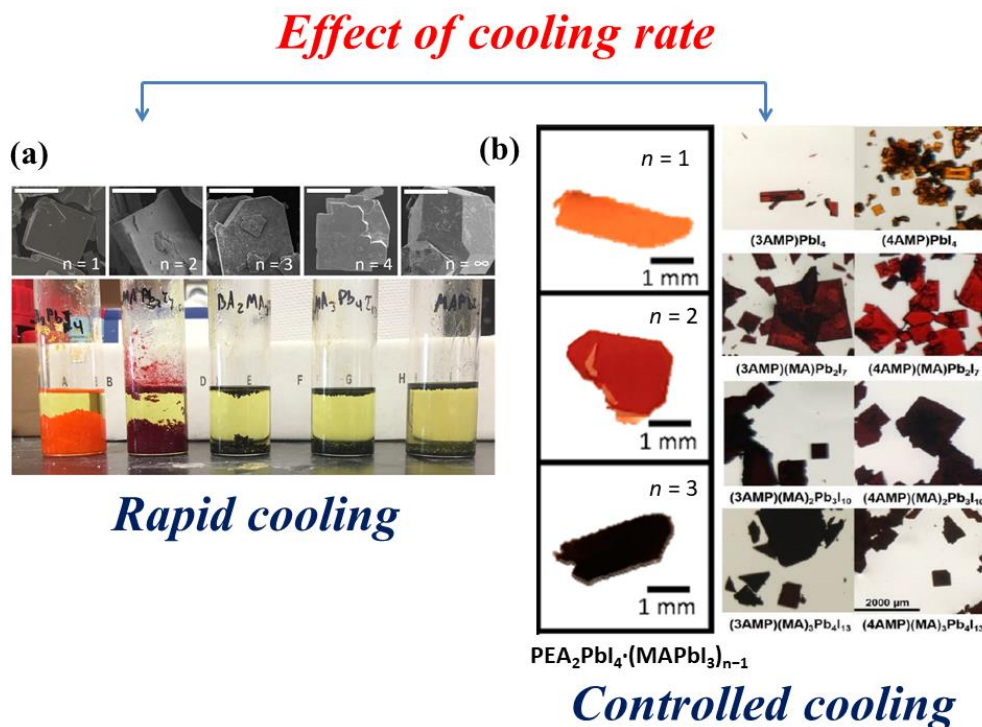 Effect of cooling rate
(a)
n = 1
n = 2
n = 3
n = 4
n = ∞
BA₂MA₂
A
B
D
E
F
G
H
Rapid cooling
(b)
n = 1
1 mm
n = 2
1 mm
n = 3
1 mm
PEA₂PbI₄·(MAPbI₃)ₙ₋₁
(3AMP)PbI₄
(4AMP)PbI₄
(3AMP)(MA)Pb₂I₇
(4AMP)(MA)Pb₂I₇
(3AMP)(MA)₂Pb₃I₁₀
(4AMP)(MA)₂Pb₃I₁₀
2000 μm
(3AMP)(MA)₃Pb₄I₁₃
(4AMP)(MA)₃Pb₄I₁₃
Controlled cooling